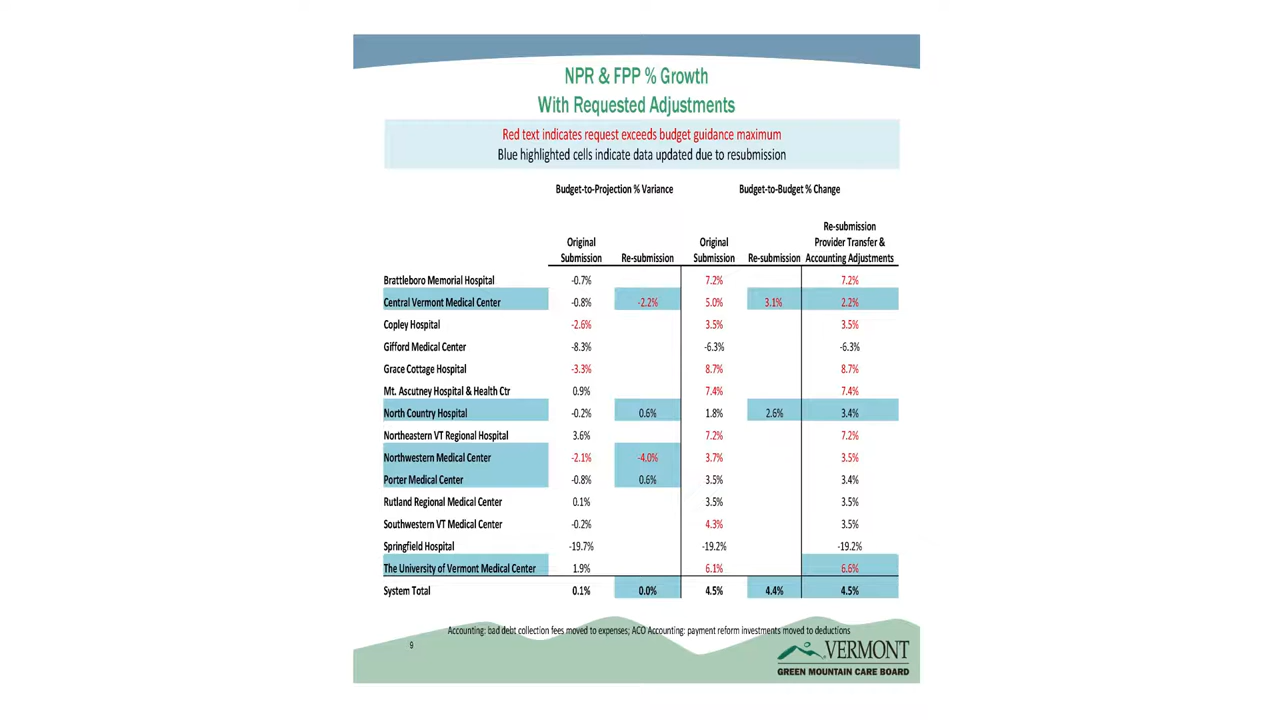 NPR & FPP % Growth
With Requested Adjustments
Red text indicates request exceeds budget guidance maximum
Blue highlighted cells indicate data updated due to resubmission
Budget-to-Projection % Variance Budget-to-Budget % Change
Original Submission Re-submission Original Submission Re-submission Re-submission Provider Transfer & Accounting Adjustments
Brattleboro Memorial Hospital -0.7% 7.2% 7.2%
Central Vermont Medical Center -0.8% -2.2% 5.0% 3.1% 2.2%
Copley Hospital -2.6% 3.5% 3.5%
Gifford Medical Center -8.3% -6.3% -6.3%
Grace Cottage Hospital -3.3% 8.7% 8.7%
Mt. Ascutney Hospital & Health Ctr 0.9% 7.4% 7.4%
North Country Hospital -0.2% 0.6% 1.8% 2.6% 3.4%
Northeastern VT Regional Hospital 3.6% 7.2% 7.2%
Northwestern Medical Center -2.1% -4.0% 3.7% 3.5%
Porter Medical Center -0.8% 0.6% 3.5% 3.4%
Rutland Regional Medical Center 0.1% 3.5% 3.5%
Southwestern VT Medical Center -0.2% 4.3% 3.5%
Springfield Hospital -19.7% -19.2% -19.2%
The University of Vermont Medical Center 1.9% 6.1% 6.6%
System Total 0.1% 0.0% 4.5% 4.4% 4.5%
Accounting: bad debt collection fees moved to expenses; ACO Accounting: payment reform investments moved to deductions
9
VERMONT
GREEN MOUNTAIN CARE BOARD